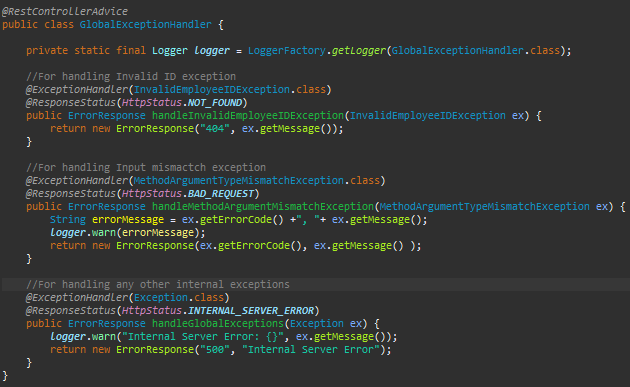 @RestControllerAdvice
public class GlobalExceptionHandler {
private static final Logger logger = LoggerFactory.getLogger(GlobalExceptionHandler.class);
//For handling Invalid ID exception
@ExceptionHandler(InvalidEmployeeIDException.class)
@ResponseStatus(HttpStatus.NOT_FOUND)
public ErrorResponse handleInvalidEmployeeIDException(InvalidEmployeeIDException ex) {
return new ErrorResponse("404", ex.getMessage());
}
//For handling Input mismactch exception
@ExceptionHandler(MethodArgumentTypeMismatchException.class)
@ResponseStatus(HttpStatus.BAD_REQUEST)
public ErrorResponse handleMethodArgumentMismatchException(MethodArgumentTypeMismatchException ex) {
String errorMessage = ex.getErrorCode() +", "+ ex.getMessage();
logger.warn(errorMessage);
return new ErrorResponse(ex.getErrorCode(), ex.getMessage() );
}
//For handling any other internal exceptions
@ExceptionHandler(Exception.class)
@ResponseStatus(HttpStatus.INTERNAL_SERVER_ERROR)
public ErrorResponse handleGlobalExceptions(Exception ex) {
logger.warn("Internal Server Error: {}", ex.getMessage());
return new ErrorResponse("500", "Internal Server Error");
}
}